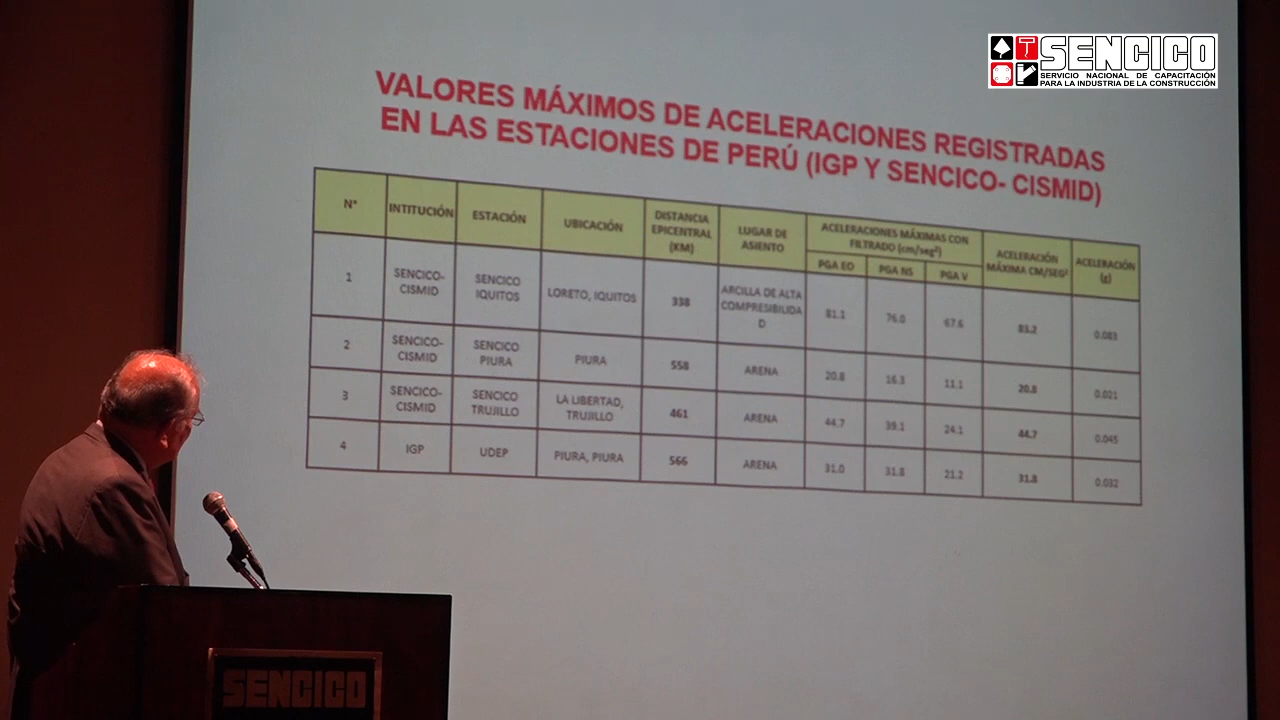 SENCICO
SERVICIO NACIONAL DE CAPACITACIÓN
PARA LA INDUSTRIA DE LA CONSTRUCCIÓN
VALORES MÁXIMOS DE ACELERACIONES REGISTRADAS
EN LAS ESTACIONES DE PERÚ (IGP Y SENCICO- CISMID)
N° INTITUCIÓN ESTACIÓN UBICACIÓN DISTANCIA EPICENTRAL (KM) LUGAR DE ASIENTO ACELERACIONES MÁXIMAS CON FILTRADO (cm/seg²) ACELERACIÓN MÁXIMA CM/SEG² ACELERACIÓN (g)
PGA EO PGA NS PGA V
1 SENCICO-CISMID SENCICO IQUITOS LORETO, IQUITOS 338 ARCILLA DE ALTA COMPRESIBILIDAD 81.1 76.0 67.6 83.2 0.083
2 SENCICO-CISMID SENCICO PIURA PIURA 558 ARENA 20.8 16.3 11.1 20.8 0.021
3 SENCICO-CISMID SENCICO TRUJILLO LA LIBERTAD, TRUJILLO 461 ARENA 44.7 39.1 24.1 44.7 0.045
4 IGP UDEP PIURA, PIURA 566 ARENA 31.0 31.8 21.2 31.8 0.032
SENCICO